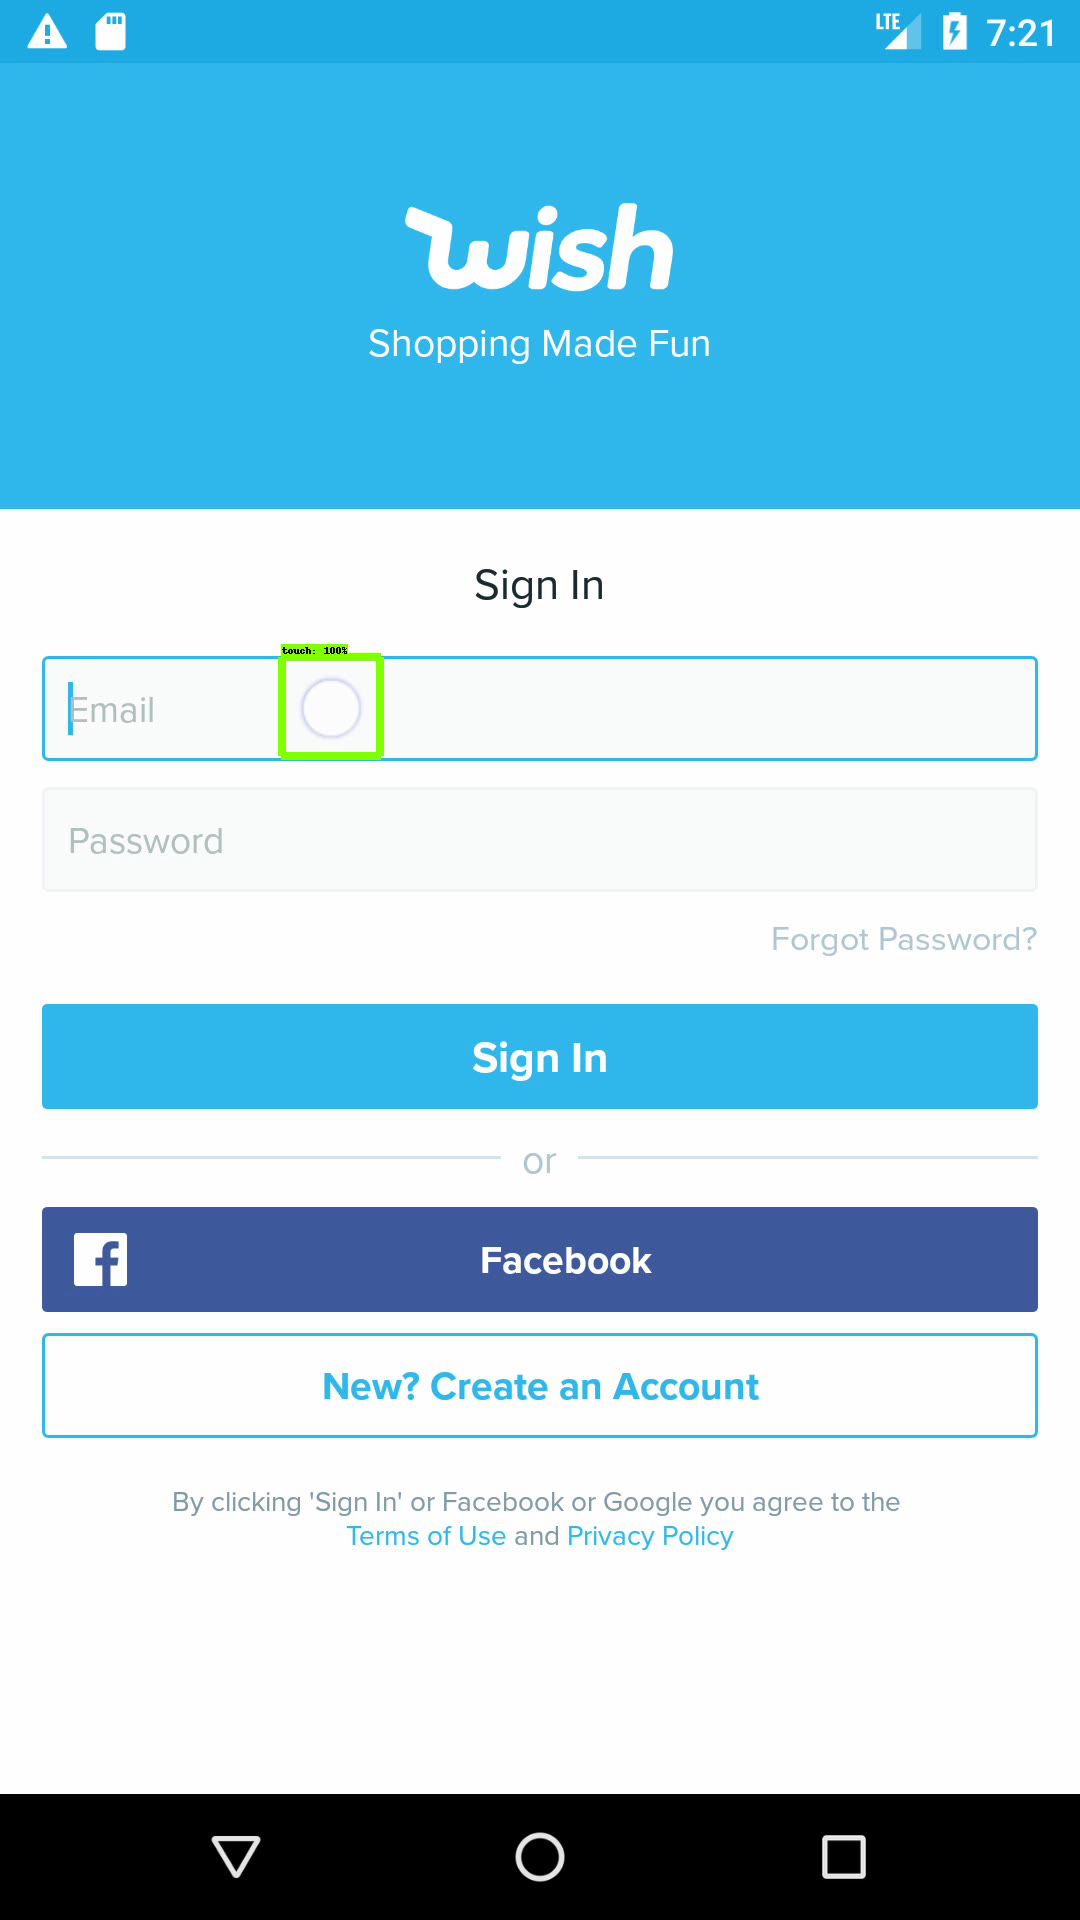 LTE 7:21
wish
Shopping Made Fun
Sign In
touch: 100%
Email
Password
Forgot Password?
Sign In
or
Facebook
New? Create an Account
By clicking 'Sign In' or Facebook or Google you agree to the
Terms of Use and Privacy Policy